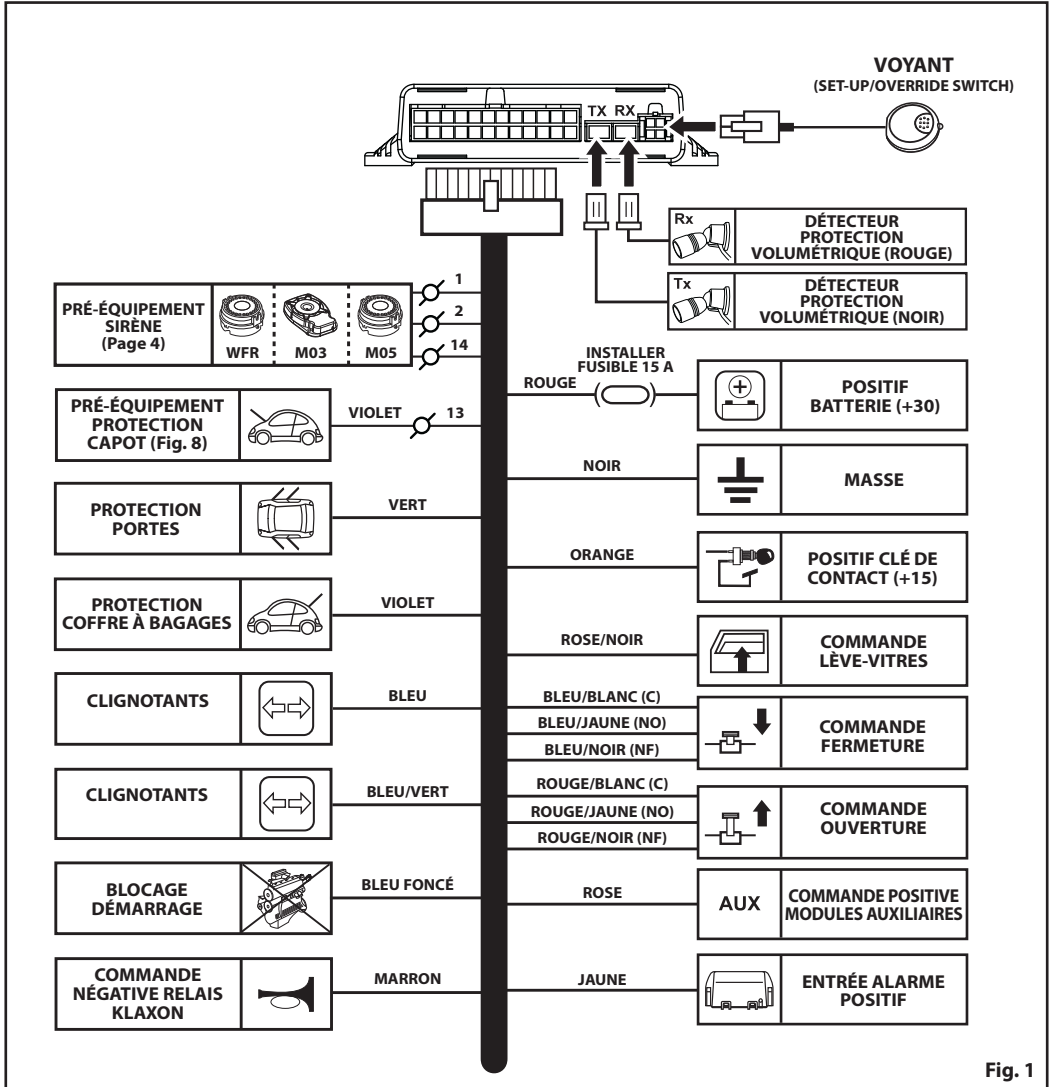 VOYANT
(SET-UP/OVERRIDE SWITCH)
TX RX
Rx
DÉTECTEUR
PROTECTION
VOLUMÉTRIQUE (ROUGE)
Tx
DÉTECTEUR
PROTECTION
VOLUMÉTRIQUE (NOIR)
PRÉ-ÉQUIPEMENT
SIRÈNE
(Page 4)
WFR
M03
M05
1
2
14
PRÉ-ÉQUIPEMENT
PROTECTION
CAPOT (Fig. 8)
VIOLET
13
PROTECTION
PORTES
VERT
PROTECTION
COFFRE À BAGAGES
VIOLET
CLIGNOTANTS
BLEU
CLIGNOTANTS
BLEU/VERT
BLOCAGE
DÉMARRAGE
BLEU FONCÉ
COMMANDE
NÉGATIVE RELAIS
KLAXON
MARRON
INSTALLER
FUSIBLE 15 A
ROUGE
POSITIF
BATTERIE (+30)
NOIR
MASSE
ORANGE
POSITIF CLÉ DE
CONTACT (+15)
ROSE/NOIR
COMMANDE
LÈVE-VITRES
BLEU/BLANC (C)
BLEU/JAUNE (NO)
BLEU/NOIR (NF)
COMMANDE
FERMETURE
ROUGE/BLANC (C)
ROUGE/JAUNE (NO)
ROUGE/NOIR (NF)
COMMANDE
OUVERTURE
ROSE
AUX
COMMANDE POSITIVE
MODULES AUXILIAIRES
JAUNE
ENTRÉE ALARME
POSITIF
Fig. 1